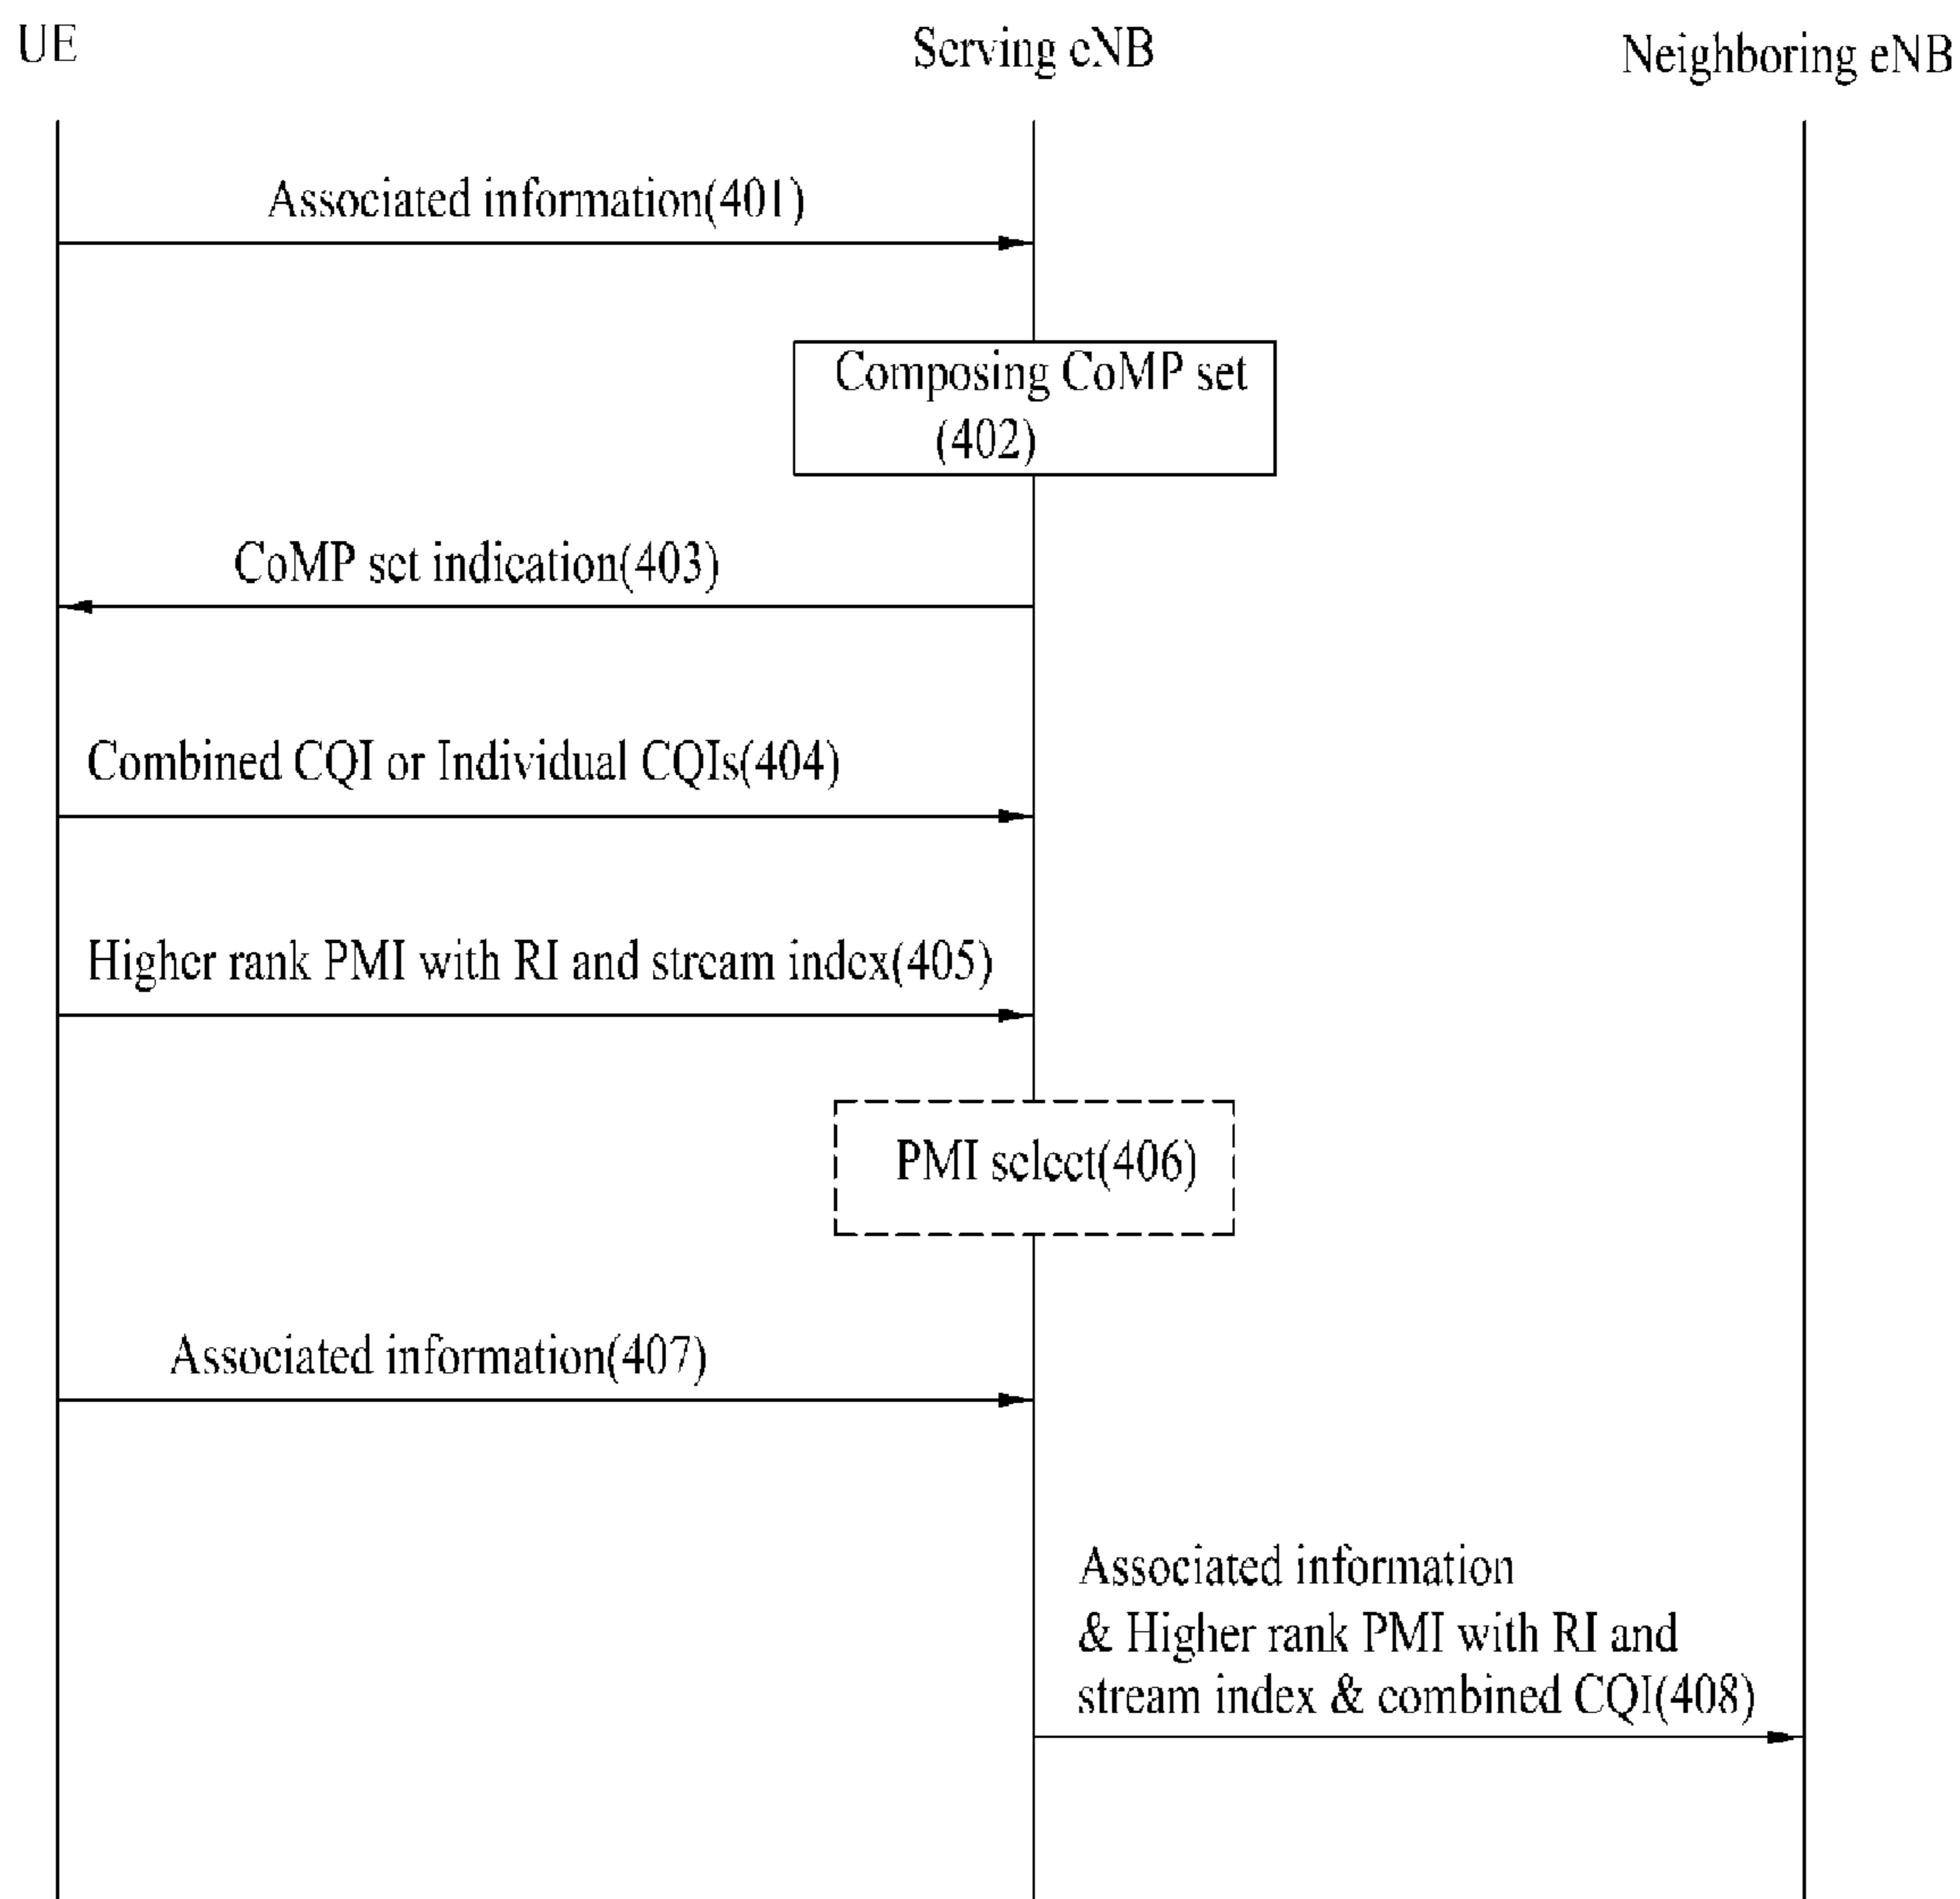 UE
Serving eNB
Neighboring eNB
Associated information(401)
Composing CoMP set
(402)
CoMP set indication(403)
Combined CQI or Individual CQIs(404)
Higher rank PMI with RI and stream index(405)
PMI select(406)
Associated information(407)
Associated information
& Higher rank PMI with RI and
stream index & combined CQI(408)